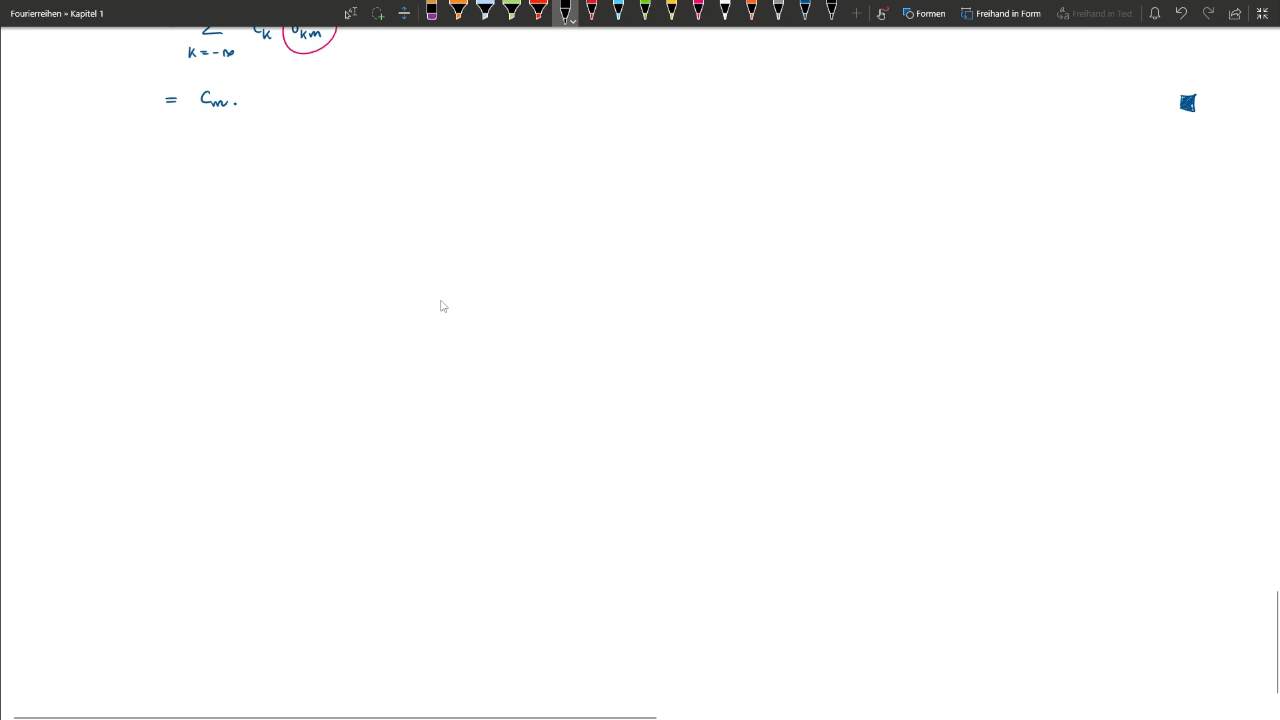 Fourierreihen » Kapitel 1
Formen
Freihand in Form
Freihand in Text
Σ c_k δ_km
k = -∞
= c_m.